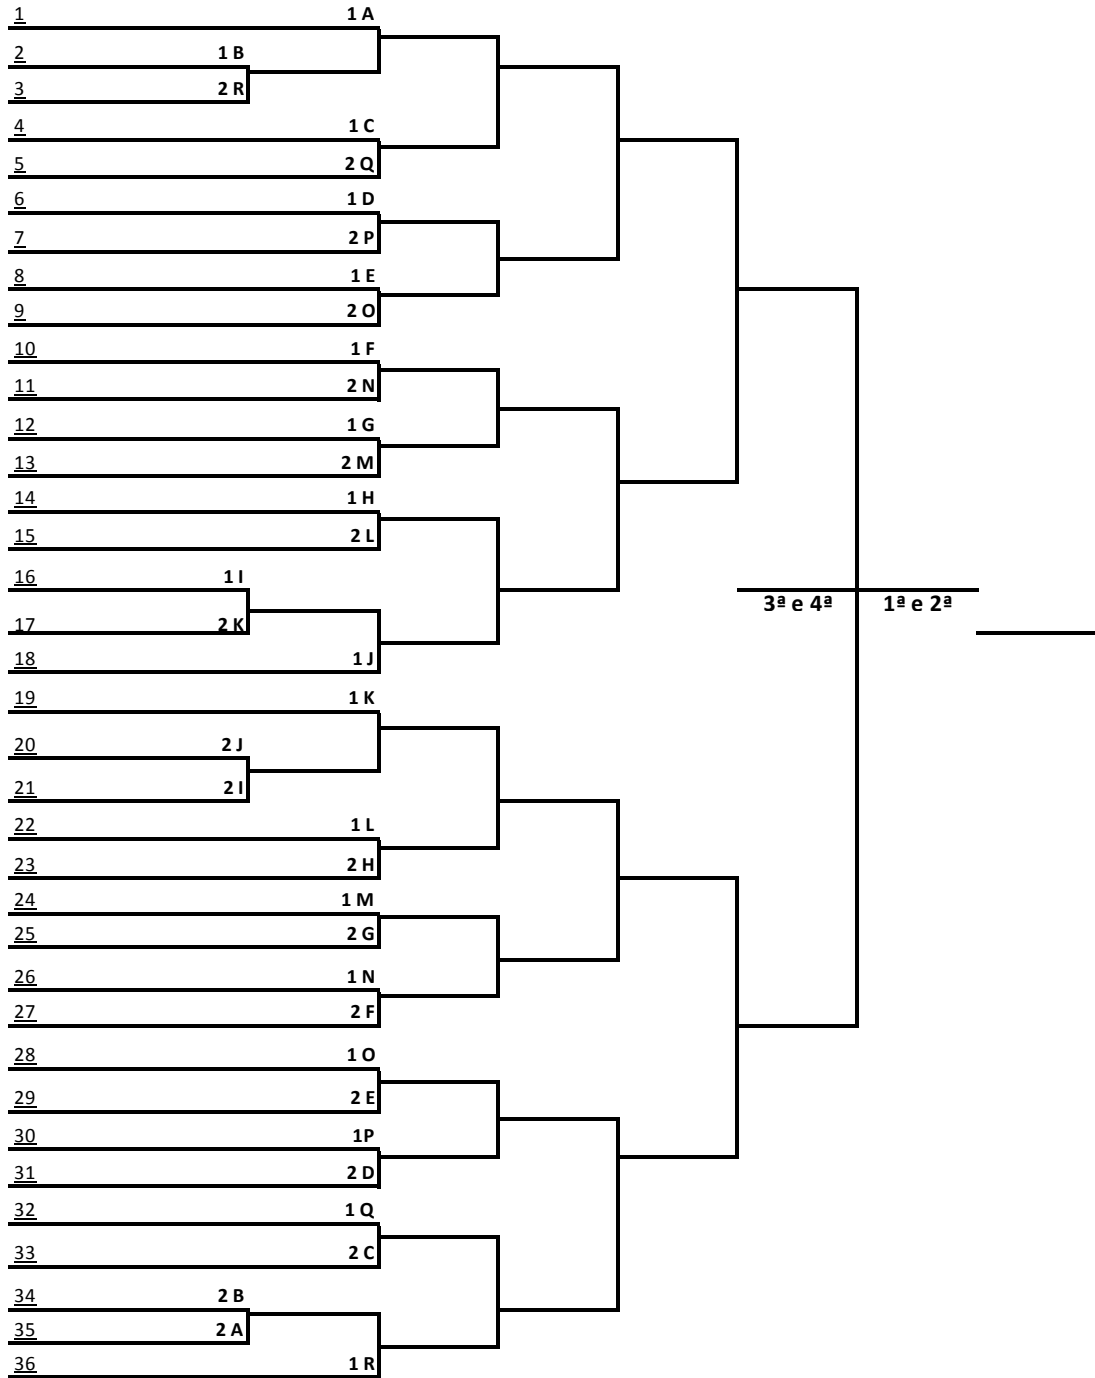 1 1 A
2 1 B
3 2 R
4 1 C
5 2 Q
6 1 D
7 2 P
8 1 E
9 2 O
10 1 F
11 2 N
12 1 G
13 2 M
14 1 H
15 2 L
16 1 I
17 2 K
18 1 J
19 1 K
20 2 J
21 2 I
22 1 L
23 2 H
24 1 M
25 2 G
26 1 N
27 2 F
28 1 O
29 2 E
30 1P
31 2 D
32 1 Q
33 2 C
34 2 B
35 2 A
36 1 R
3ª e 4ª 1ª e 2ª